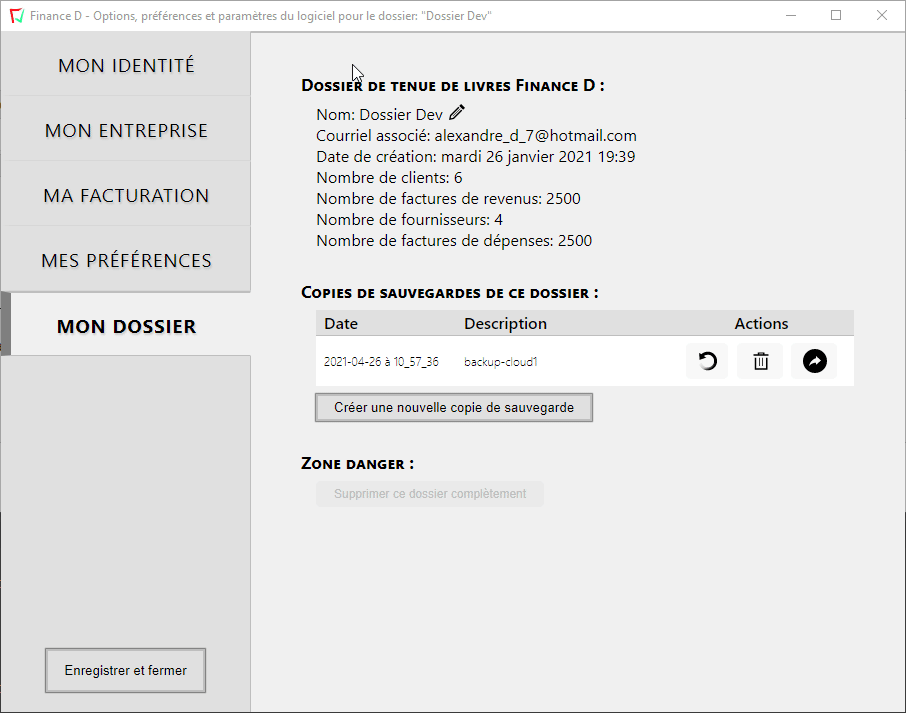 Finance D - Options, préférences et paramètres du logiciel pour le dossier: "Dossier Dev"
MON IDENTITÉ
MON ENTREPRISE
MA FACTURATION
MES PRÉFÉRENCES
MON DOSSIER
Enregistrer et fermer
Dossier de tenue de livres Finance D :
Nom: Dossier Dev
Courriel associé: alexandre_d_7@hotmail.com
Date de création: mardi 26 janvier 2021 19:39
Nombre de clients: 6
Nombre de factures de revenus: 2500
Nombre de fournisseurs: 4
Nombre de factures de dépenses: 2500
Copies de sauvegardes de ce dossier :
Date Description Actions
2021-04-26 à 10_57_36 backup-cloud1
Créer une nouvelle copie de sauvegarde
Zone danger :
Supprimer ce dossier complètement